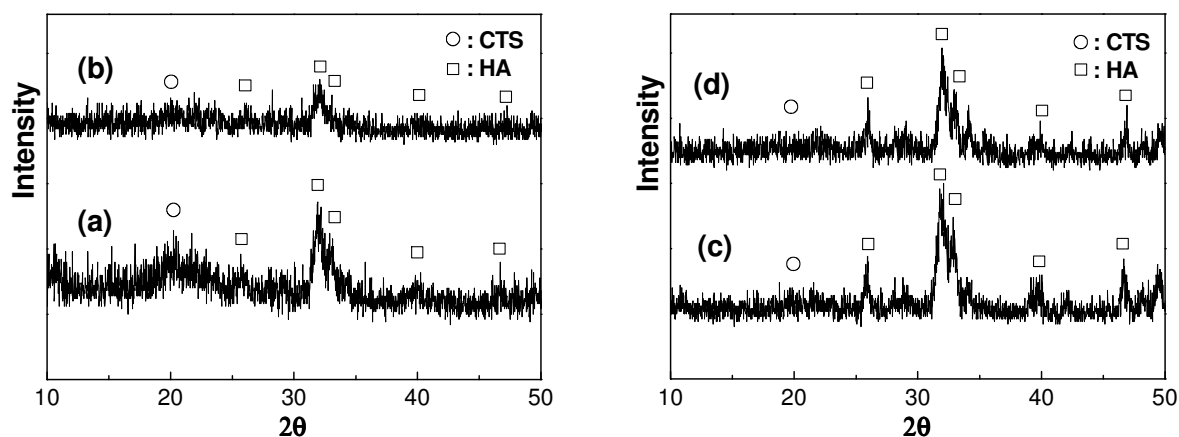 ○ : CTS
□ : HA
(b)
(a)
Intensity
10 20 30 40 50
2θ
○ : CTS
□ : HA
(d)
(c)
Intensity
10 20 30 40 50
2θ